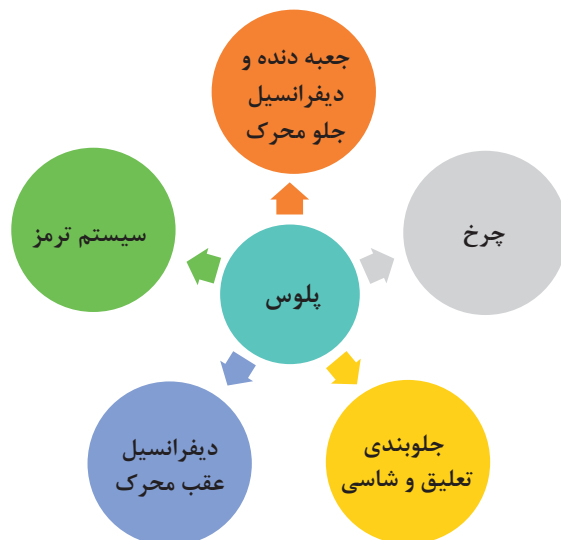 جعبه دنده و
دیفرانسیل
جلو محرک
چرخ
سیستم ترمز
پلوس
جلوبندی
تعلیق و شاسی
دیفرانسیل
عقب محرک